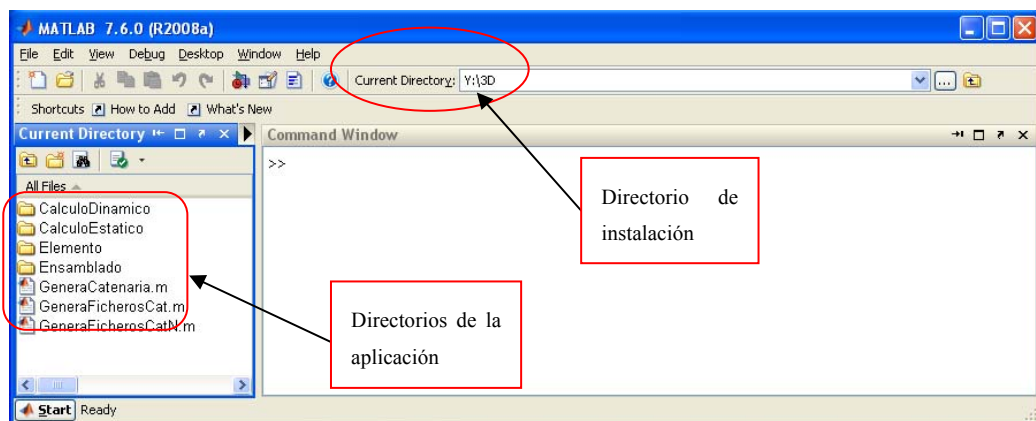 MATLAB 7.6.0 (R2008a)
File Edit View Debug Desktop Window Help
Current Directory: Y:\3D
Shortcuts How to Add What's New
Current Directory
Command Window
>>
All Files
CalculoDinamico
CalculoEstatico
Elemento
Ensamblado
GeneraCatenaria.m
GeneraFicherosCat.m
GeneraFicherosCatN.m
Directorio de
instalación
Directorios de la
aplicación
Start Ready